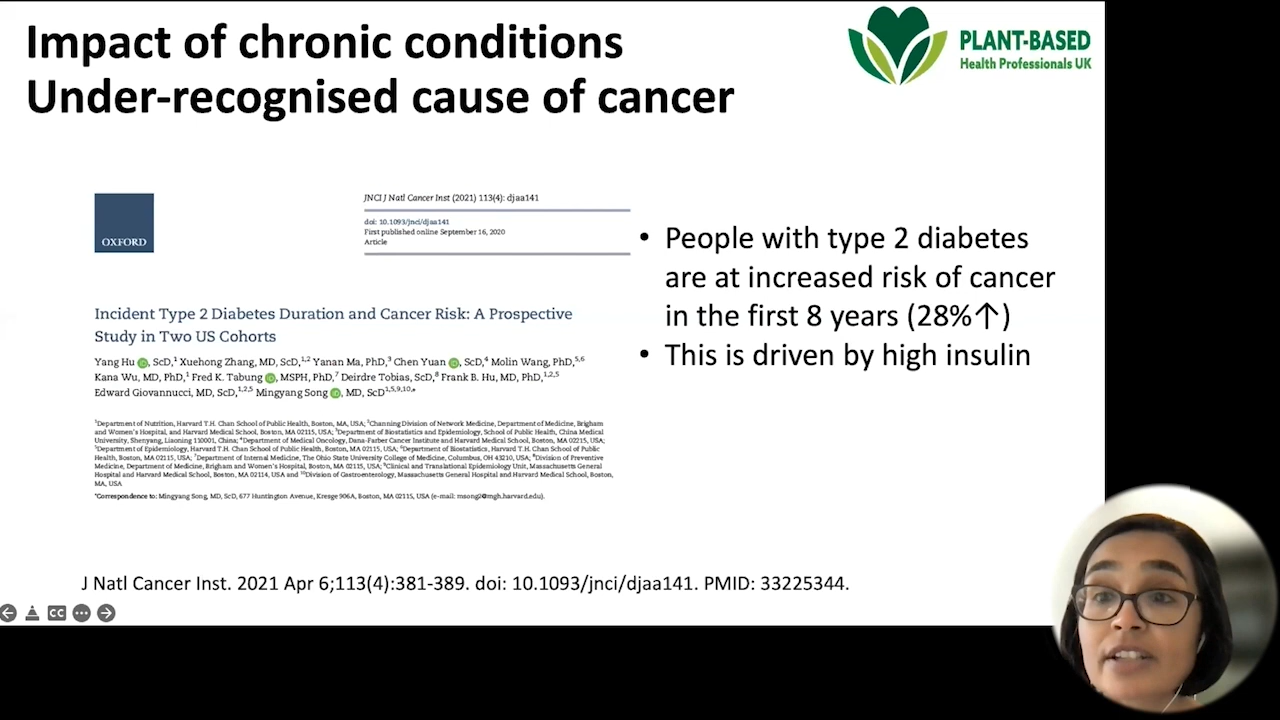 Impact of chronic conditions
Under-recognised cause of cancer
PLANT-BASED
Health Professionals UK
OXFORD
JNCI J Natl Cancer Inst (2021) 113(4): djaa141
doi: 10.1093/jnci/djaa141
First published online September 16, 2020
Article
Incident Type 2 Diabetes Duration and Cancer Risk: A Prospective
Study in Two US Cohorts
Yang Hu, ScD,1 Xuehong Zhang, MD, ScD,1,2 Yanan Ma, PhD,3 Chen Yuan, ScD,4 Molin Wang, PhD,5,6
Kana Wu, MD, PhD,1 Fred K. Tabung, MSPH, PhD,7 Deirdre Tobias, ScD,8 Frank B. Hu, MD, PhD,1,2,5
Edward Giovannucci, MD, ScD,1,2,5 Mingyang Song, MD, ScD1,5,9,10,*
1Department of Nutrition, Harvard T.H. Chan School of Public Health, Boston, MA, USA; 2Channing Division of Network Medicine, Department of Medicine, Brigham
and Women's Hospital, and Harvard Medical School, Boston, MA 02115, USA; 3Department of Biostatistics and Epidemiology, School of Public Health, China Medical
University, Shenyang, Liaoning 110001, China; 4Department of Medical Oncology, Dana-Farber Cancer Institute and Harvard Medical School, Boston, MA 02215, USA;
5Department of Epidemiology, Harvard T.H. Chan School of Public Health, Boston, MA 02115, USA; 6Department of Biostatistics, Harvard T.H. Chan School of Public
Health, Boston, MA 02115, USA; 7Department of Internal Medicine, The Ohio State University College of Medicine, Columbus, OH 43210, USA; 8Division of Preventive
Medicine, Department of Medicine, Brigham and Women's Hospital, Boston, MA 02115, USA; 9Clinical and Translational Epidemiology Unit, Massachusetts General
Hospital and Harvard Medical School, Boston, MA 02114, USA and 10Division of Gastroenterology, Massachusetts General Hospital and Harvard Medical School, Boston,
MA, USA
*Correspondence to: Mingyang Song, MD, ScD, 677 Huntington Avenue, Kresge 906A, Boston, MA 02115, USA (e-mail: msong2@mgh.harvard.edu).
• People with type 2 diabetes
are at increased risk of cancer
in the first 8 years (28%↑)
• This is driven by high insulin
J Natl Cancer Inst. 2021 Apr 6;113(4):381-389. doi: 10.1093/jnci/djaa141. PMID: 33225344.
CC